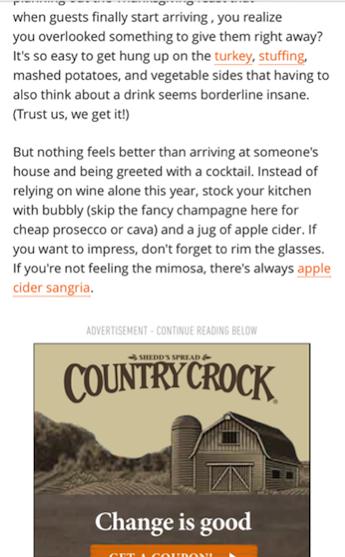 planning out the Thanksgiving feast that
when guests finally start arriving , you realize
you overlooked something to give them right away?
It's so easy to get hung up on the turkey, stuffing,
mashed potatoes, and vegetable sides that having to
also think about a drink seems borderline insane.
(Trust us, we get it!)
But nothing feels better than arriving at someone's
house and being greeted with a cocktail. Instead of
relying on wine alone this year, stock your kitchen
with bubbly (skip the fancy champagne here for
cheap prosecco or cava) and a jug of apple cider. If
you want to impress, don't forget to rim the glasses.
If you're not feeling the mimosa, there's always apple
cider sangria.
ADVERTISEMENT - CONTINUE READING BELOW
SHEDD'S SPREAD
COUNTRY CROCK®
Change is good
GET A COUPON!